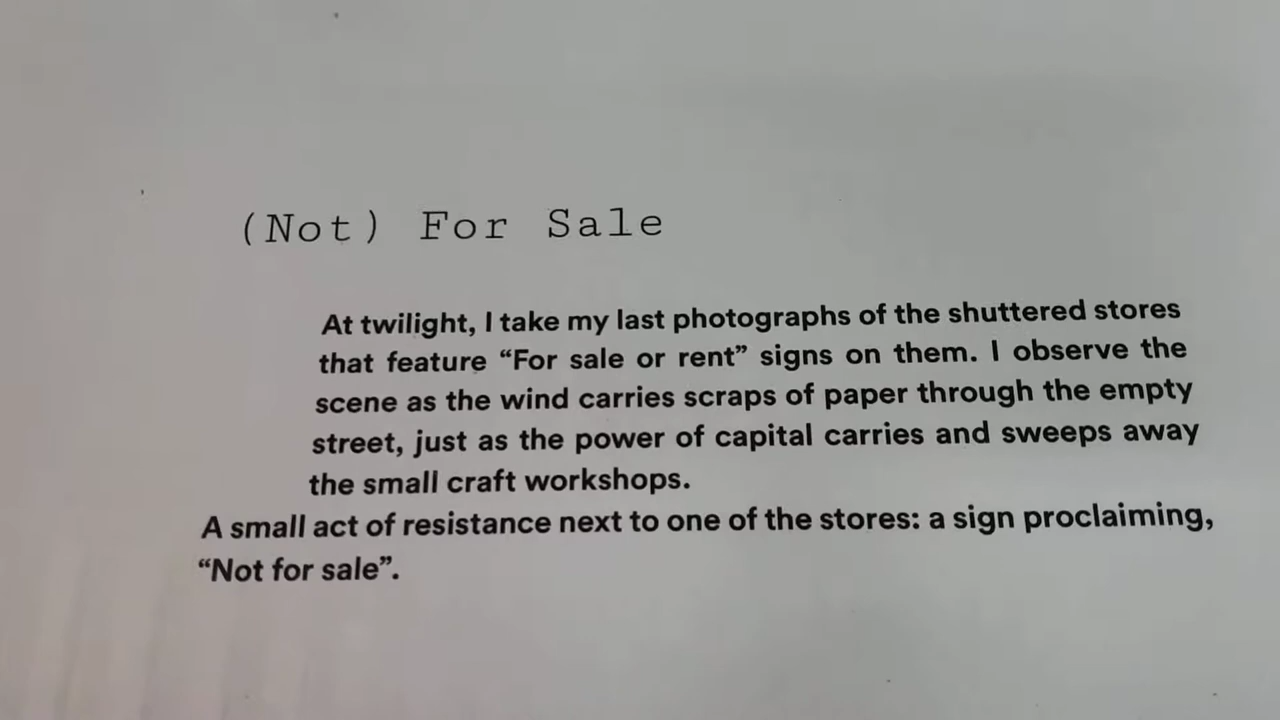 (Not) For Sale
At twilight, I take my last photographs of the shuttered stores
that feature “For sale or rent” signs on them. I observe the
scene as the wind carries scraps of paper through the empty
street, just as the power of capital carries and sweeps away
the small craft workshops.
A small act of resistance next to one of the stores: a sign proclaiming,
“Not for sale”.